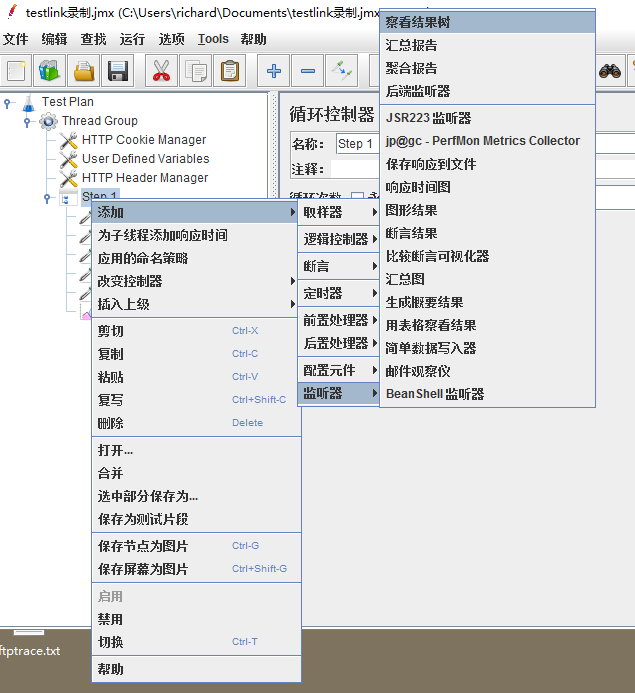 testlink录制.jmx (C:\Users\richard\Documents\testlink录制.jmx
文件 编辑 查找 运行 选项 Tools 帮助
Test Plan
Thread Group
HTTP Cookie Manager
User Defined Variables
HTTP Header Manager
Step 1
循环控制器
名称: Step 1
注释:
循环次数
添加
为子线程添加响应时间
应用的命名策略
改变控制器
插入上级
剪切 Ctrl-X
复制 Ctrl-C
粘贴 Ctrl-V
复写 Ctrl+Shift-C
删除 Delete
打开...
合并
选中部分保存为...
保存为测试片段
保存节点为图片 Ctrl-G
保存屏幕为图片 Ctrl+Shift-G
启用
禁用
切换 Ctrl-T
帮助
取样器
逻辑控制器
断言
定时器
前置处理器
后置处理器
配置元件
监听器
察看结果树
汇总报告
聚合报告
后端监听器
JSR223 监听器
jp@gc - PerfMon Metrics Collector
保存响应到文件
响应时间图
图形结果
断言结果
比较断言可视化器
汇总图
生成概要结果
用表格察看结果
简单数据写入器
邮件观察仪
BeanShell 监听器
ftptrace.txt